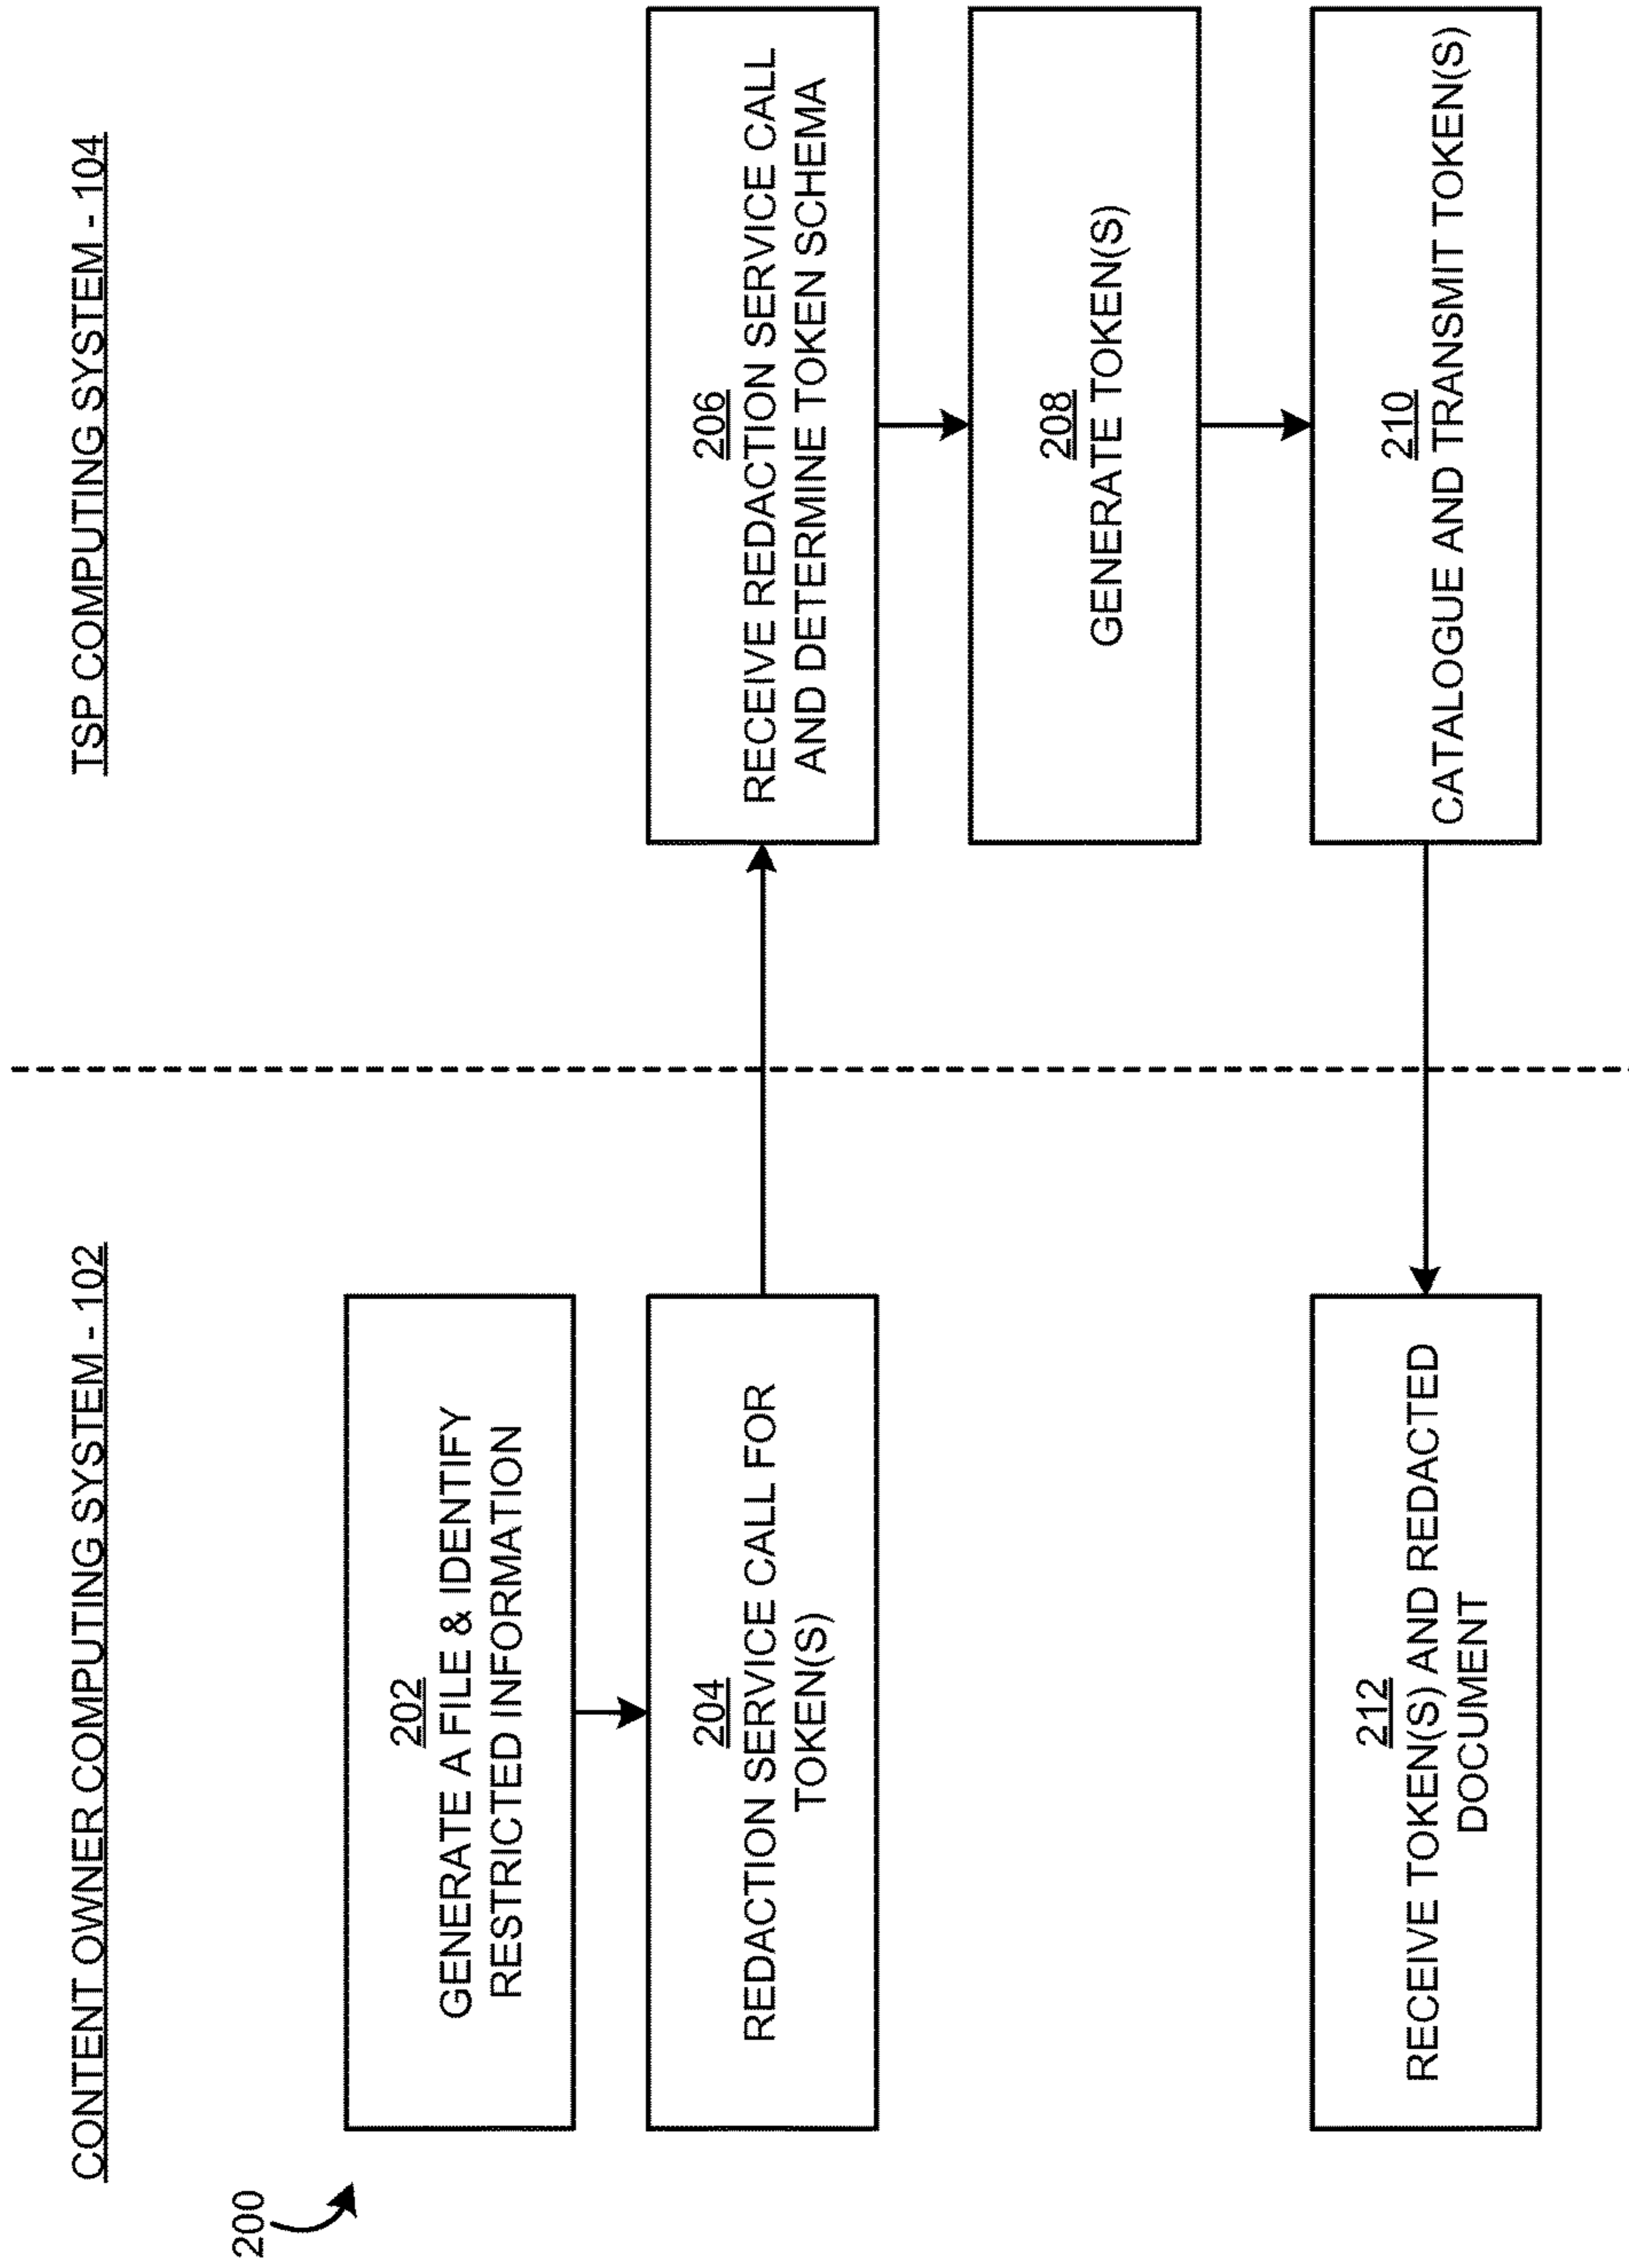 CONTENT OWNER COMPUTING SYSTEM - 102
TSP COMPUTING SYSTEM - 104
200
202
GENERATE A FILE & IDENTIFY
RESTRICTED INFORMATION
204
REDACTION SERVICE CALL FOR
TOKEN(S)
206
RECEIVE REDACTION SERVICE CALL
AND DETERMINE TOKEN SCHEMA
208
GENERATE TOKEN(S)
210
CATALOGUE AND TRANSMIT TOKEN(S)
212
RECEIVE TOKEN(S) AND REDACTED
DOCUMENT